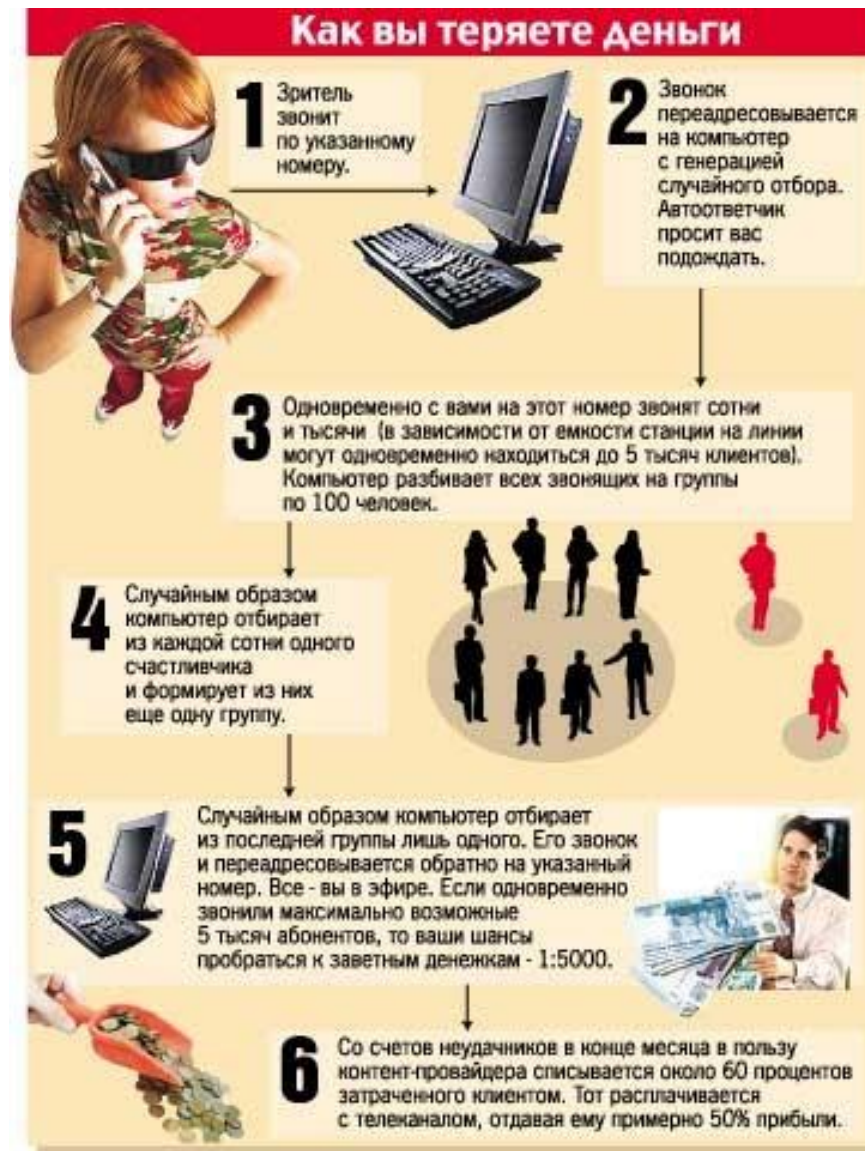 Как вы теряете деньги
1
Зритель
звонит
по указанному
номеру.
2
Звонок
переадресовывается
на компьютер
с генерацией
случайного отбора.
Автоответчик
просит вас
подождать.
3
Одновременно с вами на этот номер звонят сотни
и тысячи (в зависимости от емкости станции на линии
могут одновременно находиться до 5 тысяч клиентов).
Компьютер разбивает всех звонящих на группы
по 100 человек.
4
Случайным образом
компьютер отбирает
из каждой сотни одного
счастливчика
и формирует из них
еще одну группу.
5
Случайным образом компьютер отбирает
из последней группы лишь одного. Его звонок
и переадресовывается обратно на указанный
номер. Все - вы в эфире. Если одновременно
звонили максимально возможные
5 тысяч абонентов, то ваши шансы
пробраться к заветным денежкам - 1:5000.
6
Со счетов неудачников в конце месяца в пользу
контент-провайдера списывается около 60 процентов
затраченного клиентом. Тот расплачивается
с телеканалом, отдавая ему примерно 50% прибыли.